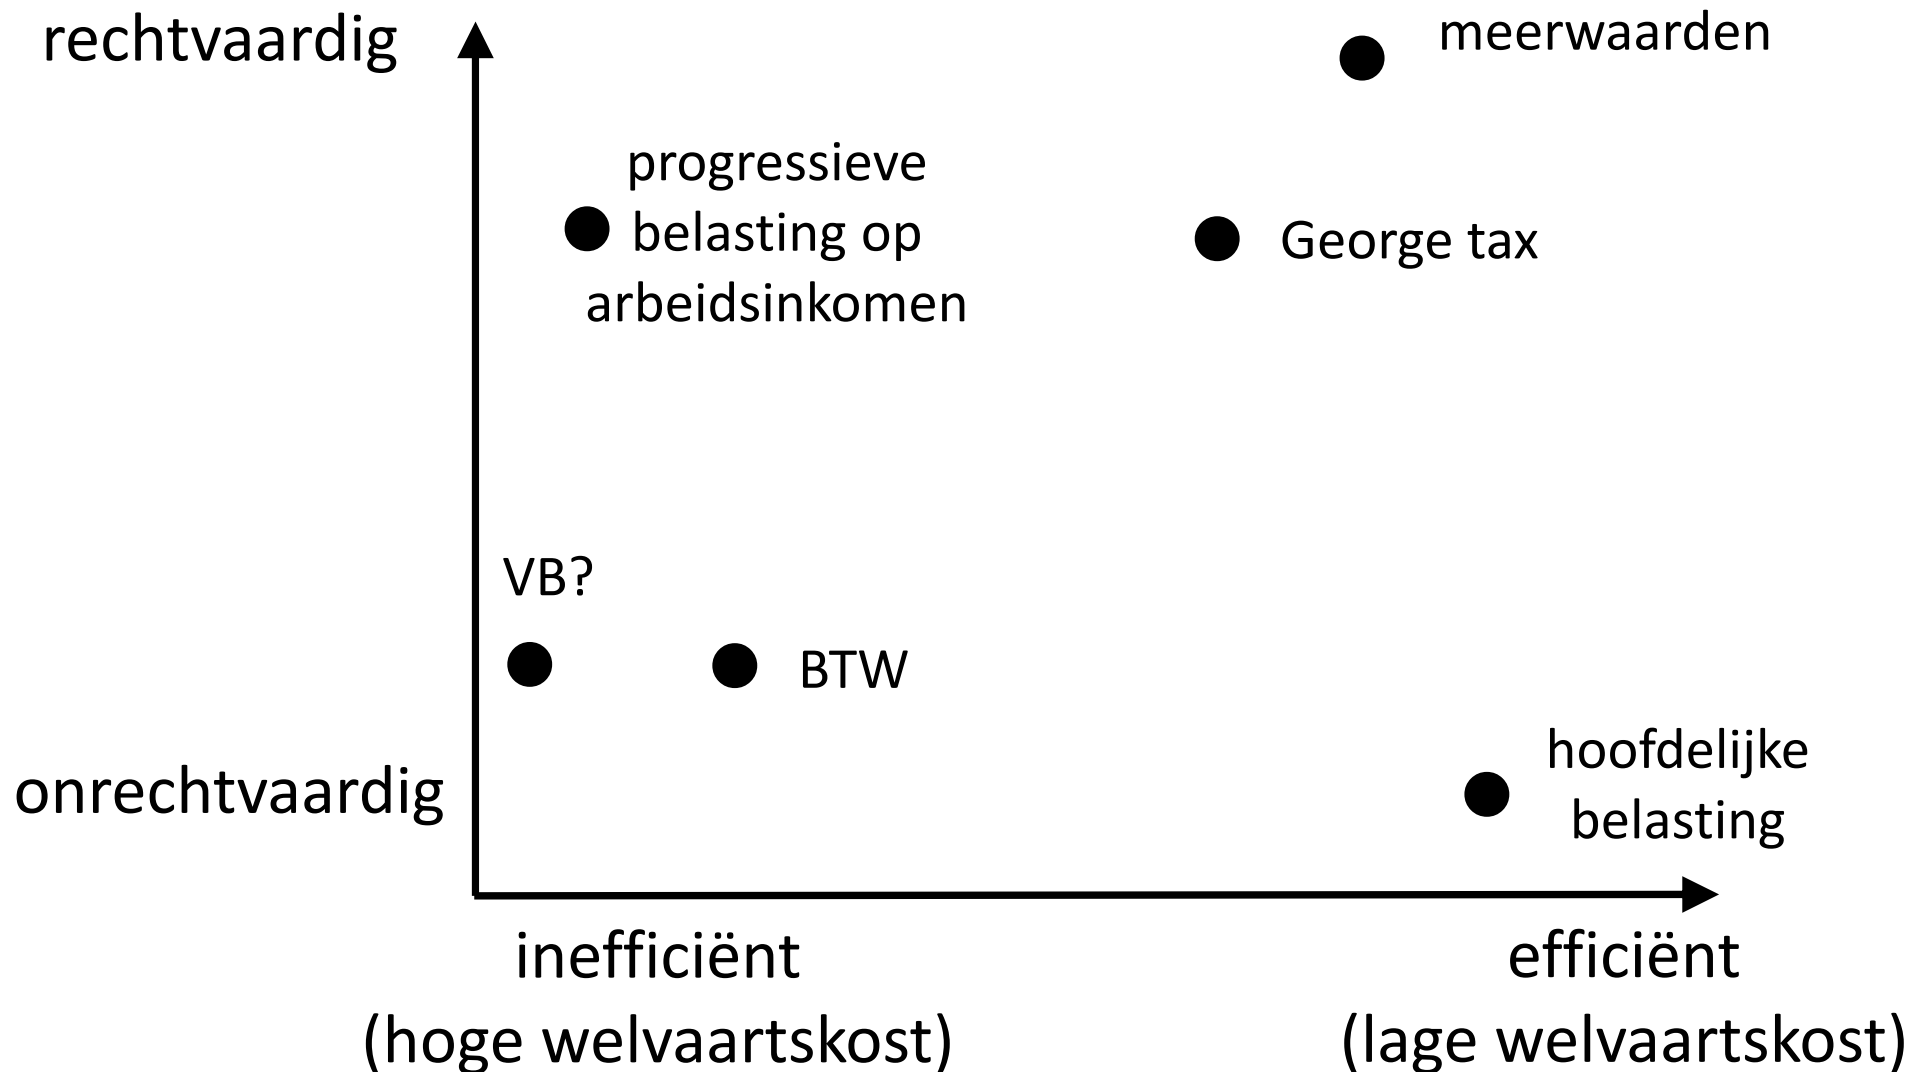 rechtvaardig
meerwaarden
progressieve
belasting op
arbeidsinkomen
George tax
VB?
BTW
onrechtvaardig
hoofdelijke
belasting
inefficiënt
(hoge welvaartskost)
efficiënt
(lage welvaartskost)